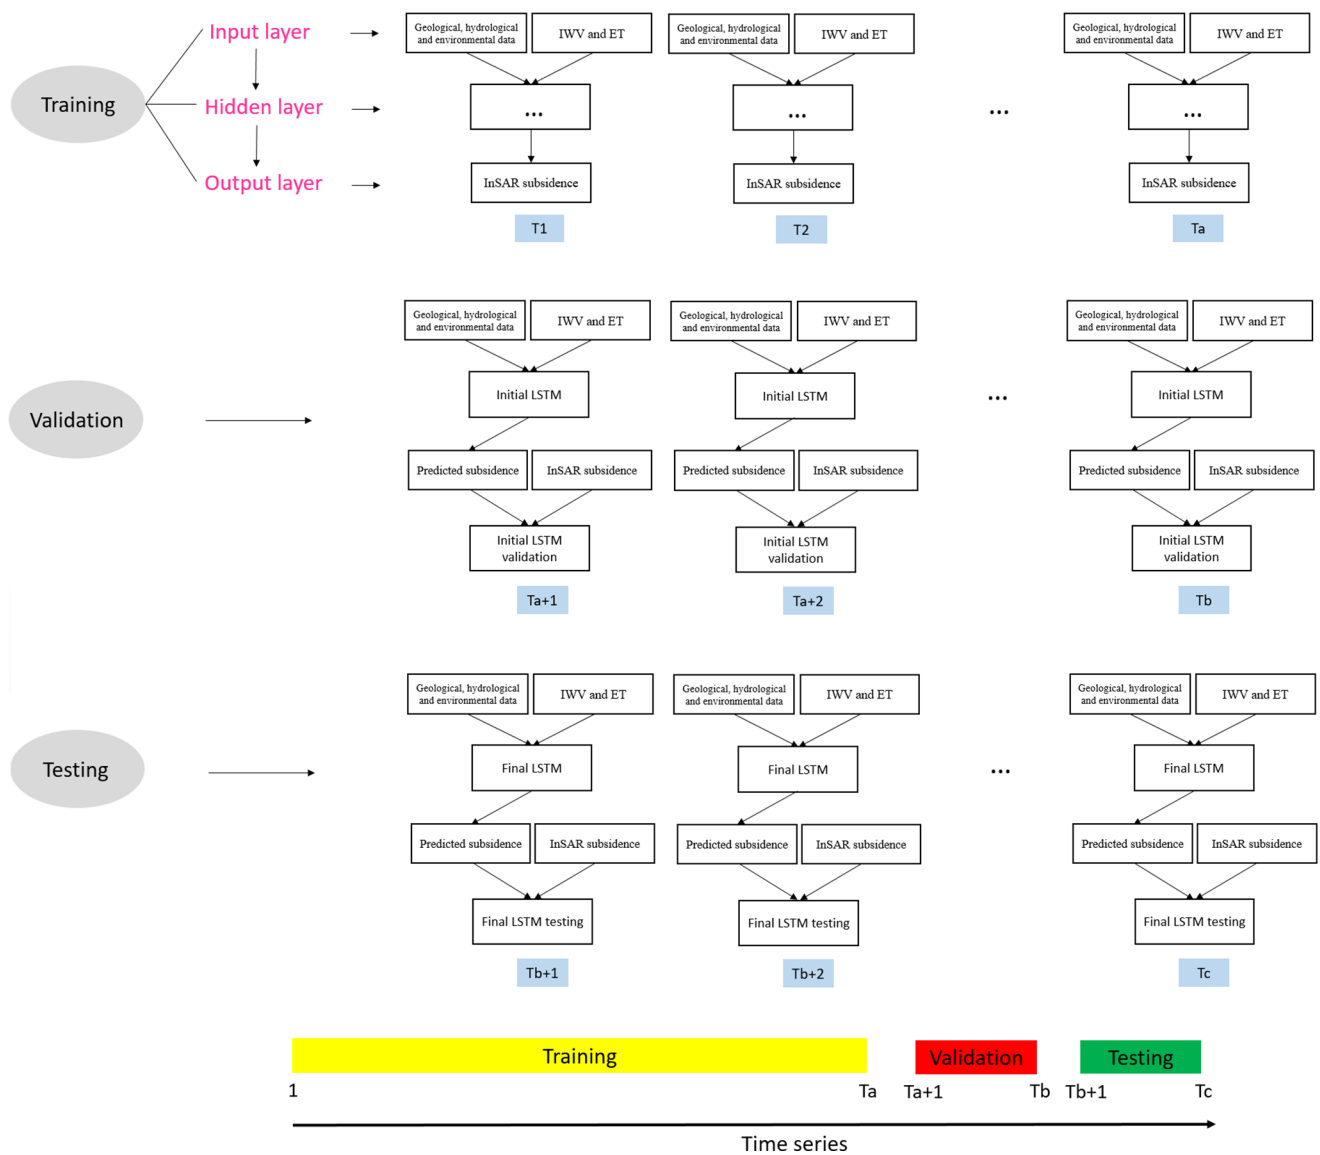 Training
Input layer
Hidden layer
Output layer
Geological, hydrological
and environmental data
IWV and ET
...
InSAR subsidence
T1
Geological, hydrological
and environmental data
IWV and ET
...
InSAR subsidence
T2
...
Geological, hydrological
and environmental data
IWV and ET
...
InSAR subsidence
Ta
Validation
Geological, hydrological
and environmental data
IWV and ET
Initial LSTM
Predicted subsidence
InSAR subsidence
Initial LSTM
validation
Ta+1
Geological, hydrological
and environmental data
IWV and ET
Initial LSTM
Predicted subsidence
InSAR subsidence
Initial LSTM
validation
Ta+2
...
Geological, hydrological
and environmental data
IWV and ET
Initial LSTM
Predicted subsidence
InSAR subsidence
Initial LSTM
validation
Tb
Testing
Geological, hydrological
and environmental data
IWV and ET
Final LSTM
Predicted subsidence
InSAR subsidence
Final LSTM testing
Tb+1
Geological, hydrological
and environmental data
IWV and ET
Final LSTM
Predicted subsidence
InSAR subsidence
Final LSTM testing
Tb+2
...
Geological, hydrological
and environmental data
IWV and ET
Final LSTM
Predicted subsidence
InSAR subsidence
Final LSTM testing
Tc
Training
Validation
Testing
1
Ta
Ta+1
Tb
Tb+1
Tc
Time series